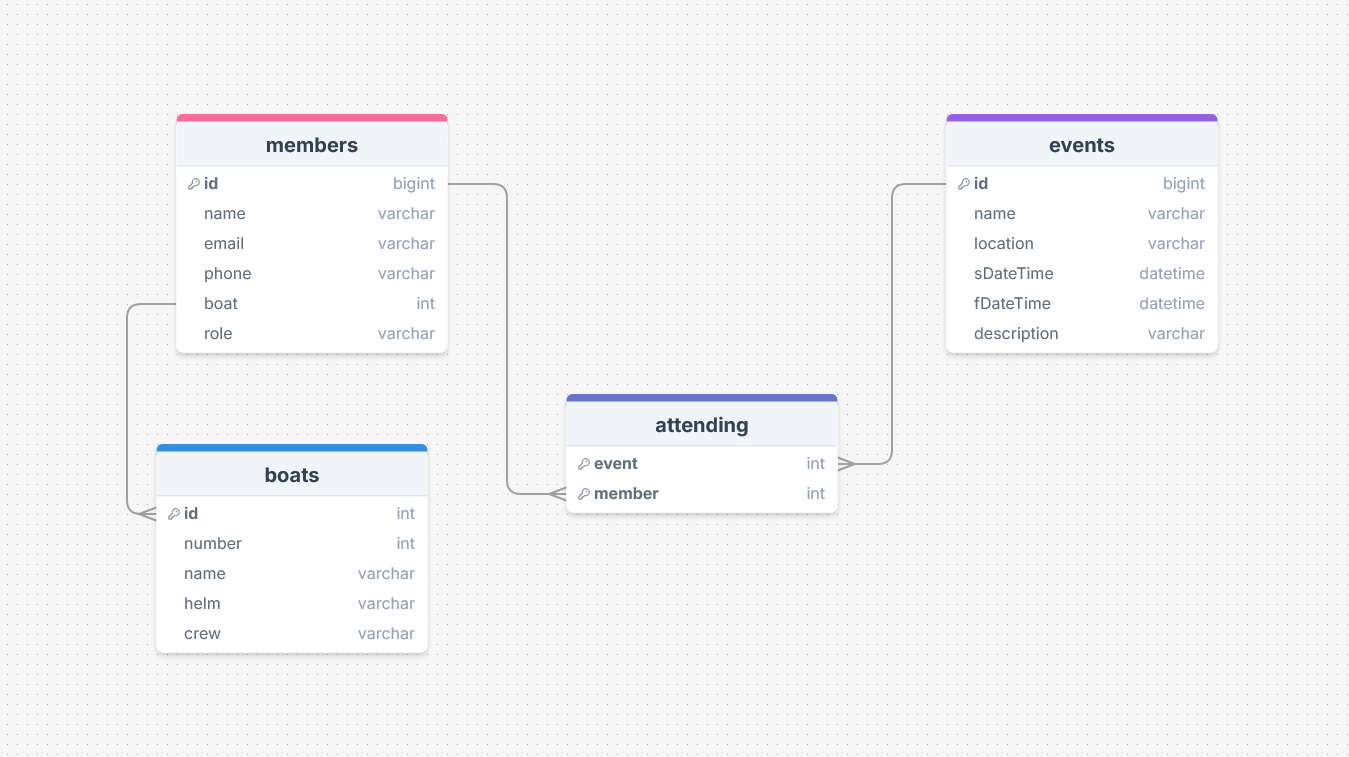 members
id bigint
name varchar
email varchar
phone varchar
boat int
role varchar
events
id bigint
name varchar
location varchar
sDateTime datetime
fDateTime datetime
description varchar
attending
event int
member int
boats
id int
number int
name varchar
helm varchar
crew varchar